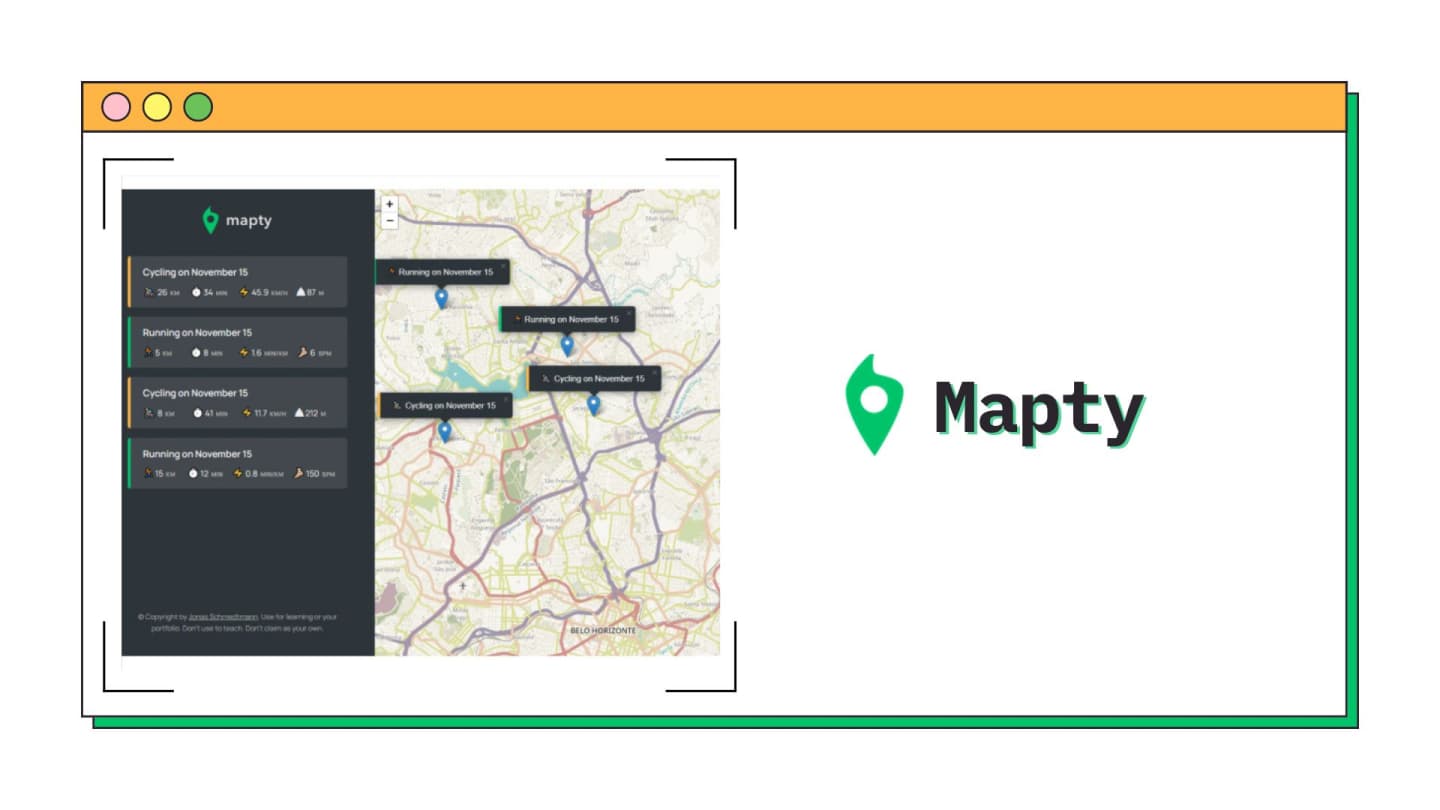 mapty
Cycling on November 15
26 KM 34 MIN 45.9 KM/H 87 M
Running on November 15
5 KM 8 MIN 1.6 MIN/KM 6 SPM
Cycling on November 15
8 KM 41 MIN 11.7 KM/H 212 M
Running on November 15
15 KM 12 MIN 0.8 MIN/KM 150 SPM
© Copyright by Jonas Schmedtmann. Use for learning or your
portfolio. Don't use to teach. Don't claim as your own.
+
−
Running on November 15 ×
Running on November 15 ×
Cycling on November 15 ×
Cycling on November 15 ×
BELO HORIZONTE
Mapty